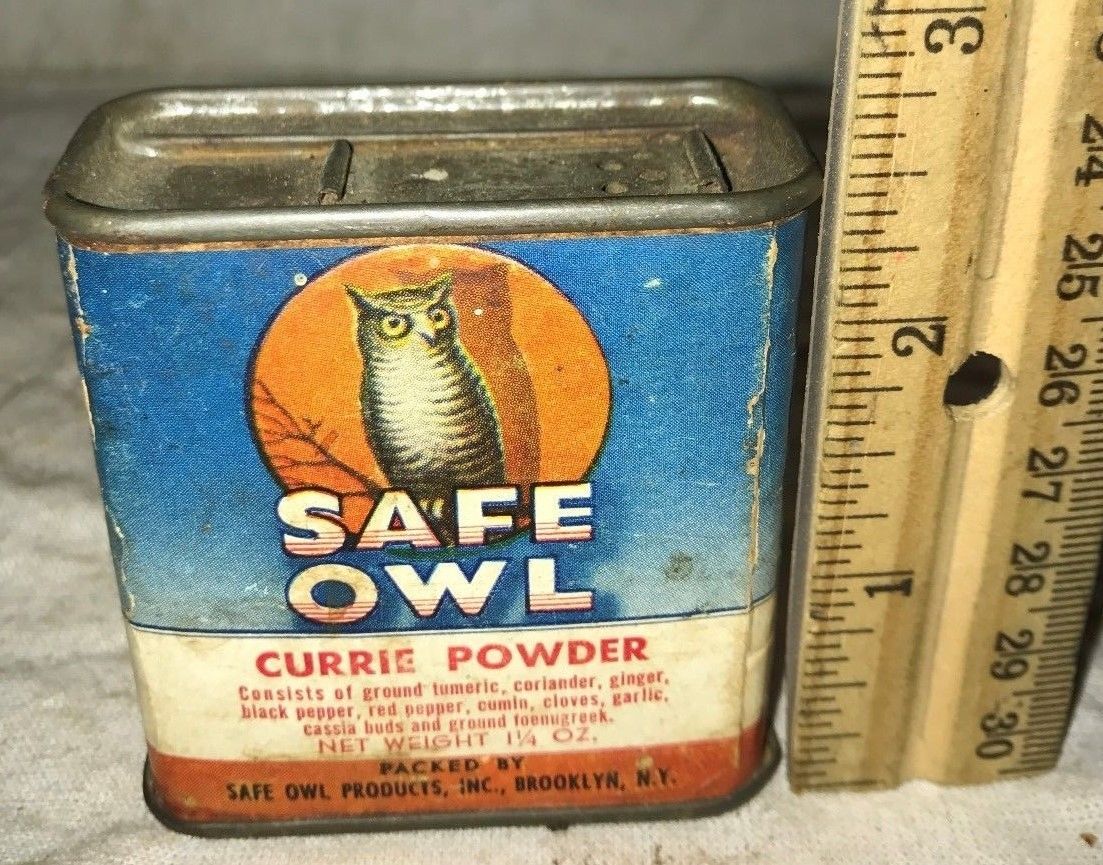 SAFE
OWL
CURRIE POWDER
Consists of ground tumeric, coriander, ginger,
black pepper, red pepper, cumin, cloves, garlic,
cassia buds and ground foenugreek.
NET WEIGHT 1¼ OZ.
PACKED BY
SAFE OWL PRODUCTS, INC., BROOKLYN, N.Y.
3
2
1
24
25
26
27
28
29
30